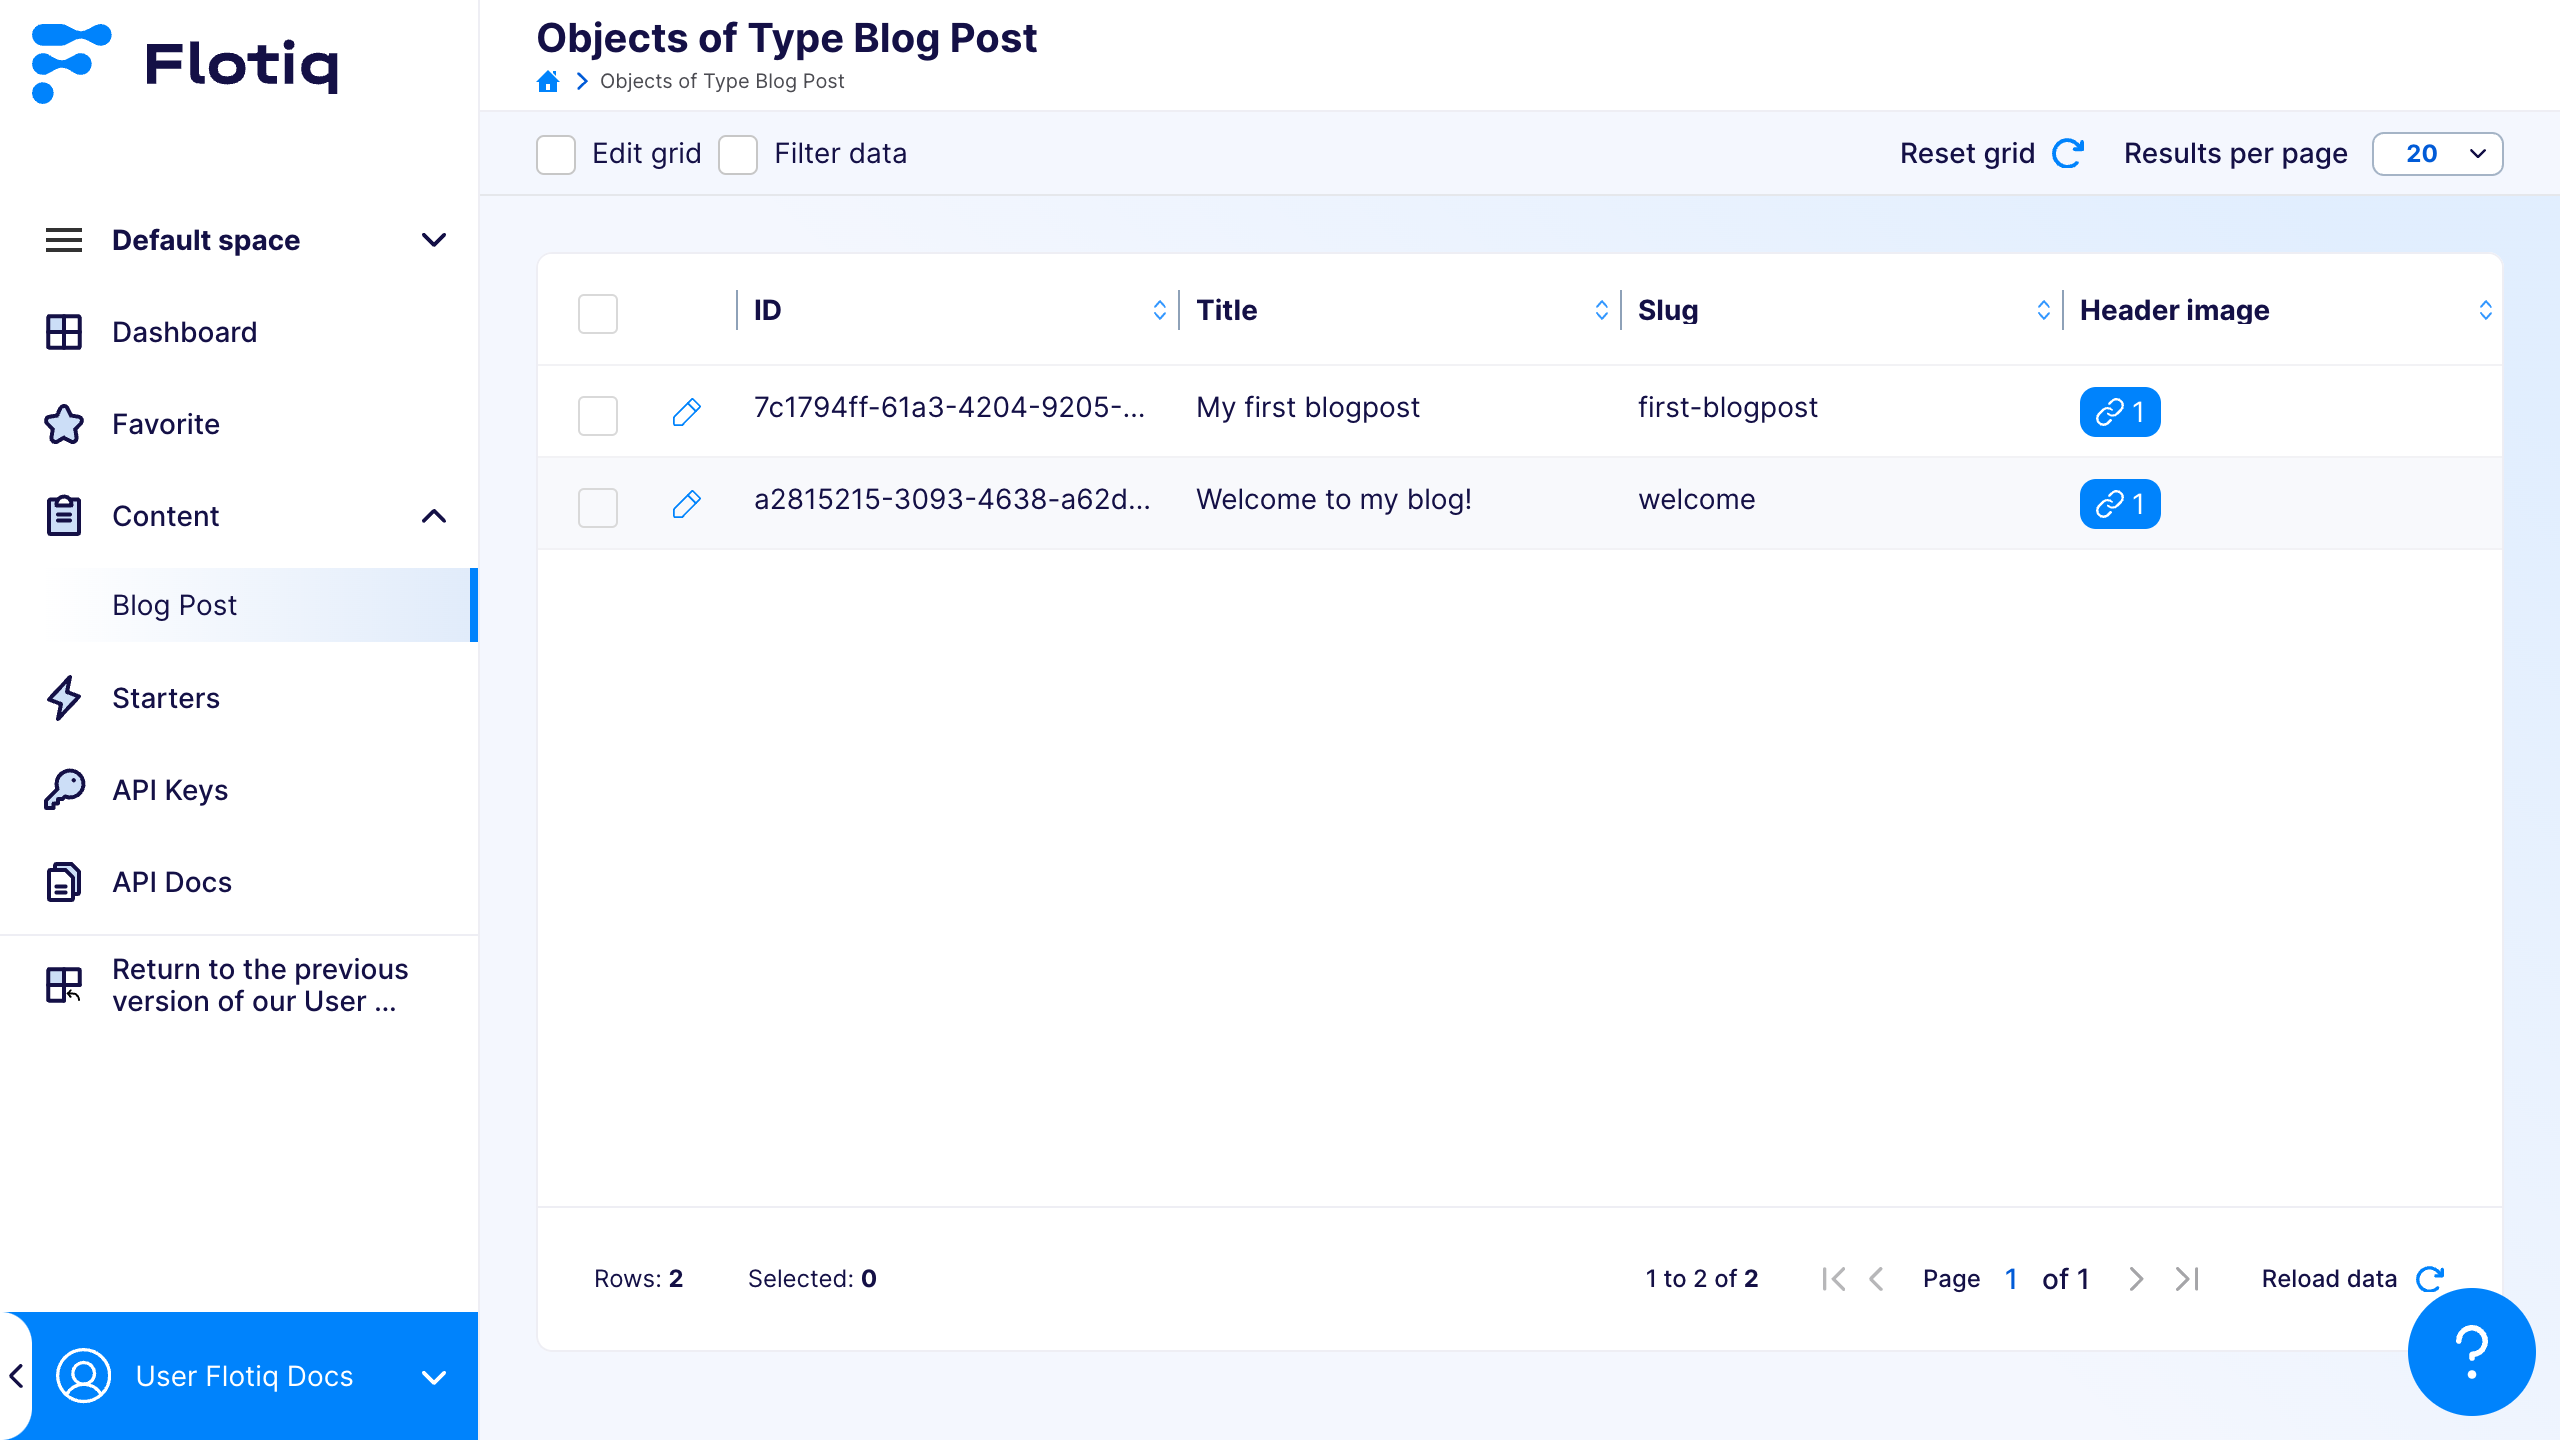 Flotiq
Default space
Dashboard
Favorite
Content
Blog Post
Starters
API Keys
API Docs
Return to the previous
version of our User ...
User Flotiq Docs
Objects of Type Blog Post
Objects of Type Blog Post
Edit grid Filter data Reset grid Results per page 20
ID Title Slug Header image
7c1794ff-61a3-4204-9205-... My first blogpost first-blogpost 1
a2815215-3093-4638-a62d... Welcome to my blog! welcome 1
Rows: 2 Selected: 0 1 to 2 of 2 Page 1 of 1 Reload data
?